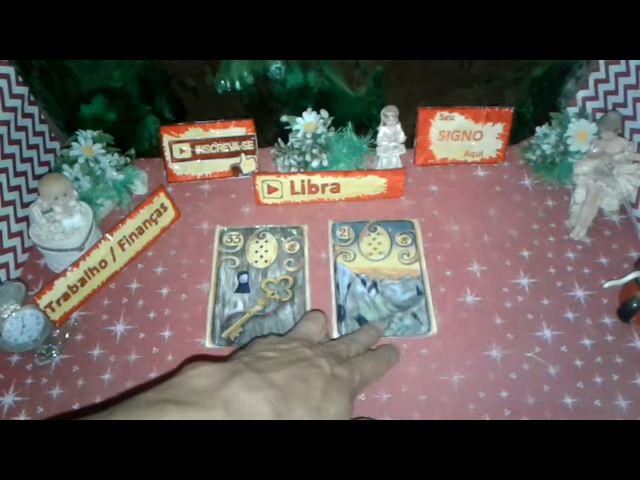 INSCREVA-SE
Seu
SIGNO
Aqui
Libra
Trabalho / Finanças
33
21